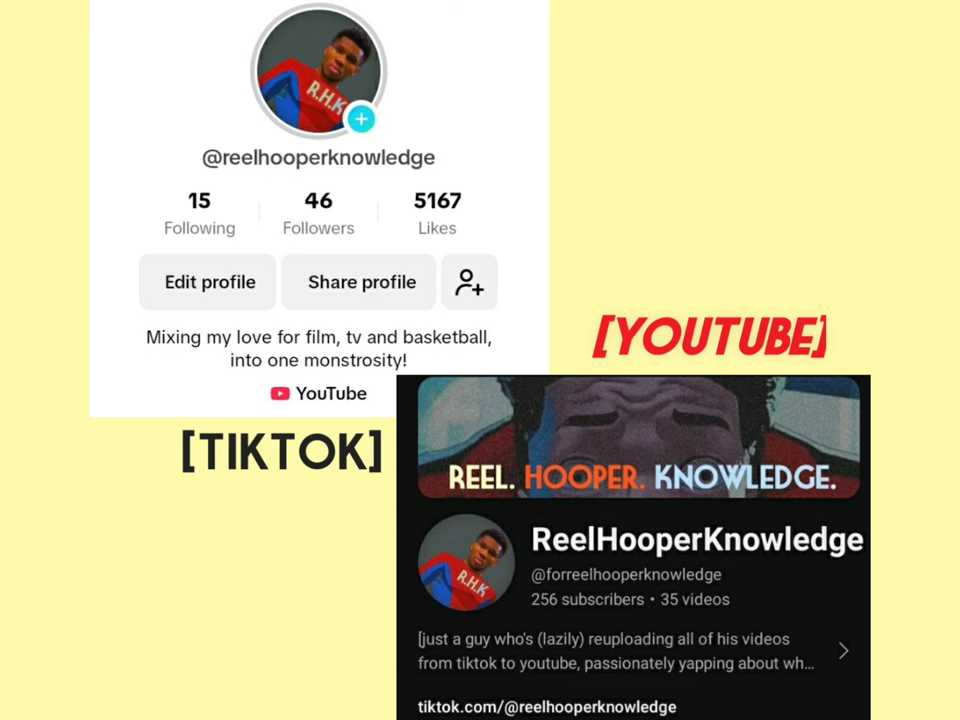 R.H.K
@reelhooperknowledge
15 46 5167
Following Followers Likes
Edit profile Share profile
Mixing my love for film, tv and basketball,
into one monstrosity!
YouTube
[TIKTOK]
[YOUTUBE]
REEL. HOOPER. KNOWLEDGE.
R.H.K
ReelHooperKnowledge
@forreelhooperknowledge
256 subscribers • 35 videos
[just a guy who's (lazily) reuploading all of his videos
from tiktok to youtube, passionately yapping about wh...
tiktok.com/@reelhooperknowledge